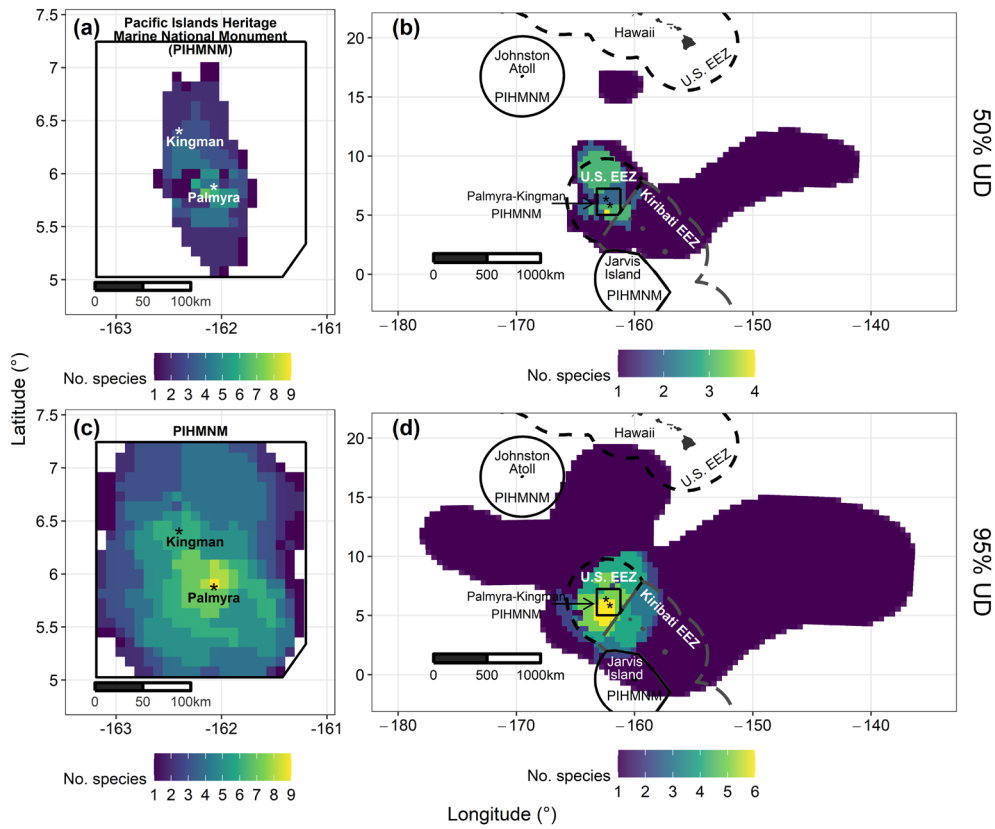 (a)
Pacific Islands Heritage
Marine National Monument
(PIHMNM)
7.5
7
6.5
6
5.5
5
* Kingman
* Palmyra
0 50 100km
-163 -162 -161
No. species
1 2 3 4 5 6 7 8 9
(b)
20
10
0
Hawaii
U.S. EEZ
Johnston
Atoll
PIHMNM
U.S. EEZ
Palmyra-Kingman
PIHMNM
Kiribati EEZ
Jarvis
Island
PIHMNM
0 500 1000km
−180 −170 −160 −150 −140
No. species
1 2 3 4
50% UD
Latitude (°)
(c)
PIHMNM
7.5
7
6.5
6
5.5
5
* Kingman
* Palmyra
0 50 100km
-163 -162 -161
No. species
1 2 3 4 5 6 7 8 9
(d)
20
10
0
Hawaii
U.S. EEZ
Johnston
Atoll
PIHMNM
U.S. EEZ
Palmyra-Kingman
PIHMNM
Kiribati EEZ
Jarvis
Island
PIHMNM
0 500 1000km
−180 −170 −160 −150 −140
No. species
1 2 3 4 5 6
95% UD
Longitude (°)